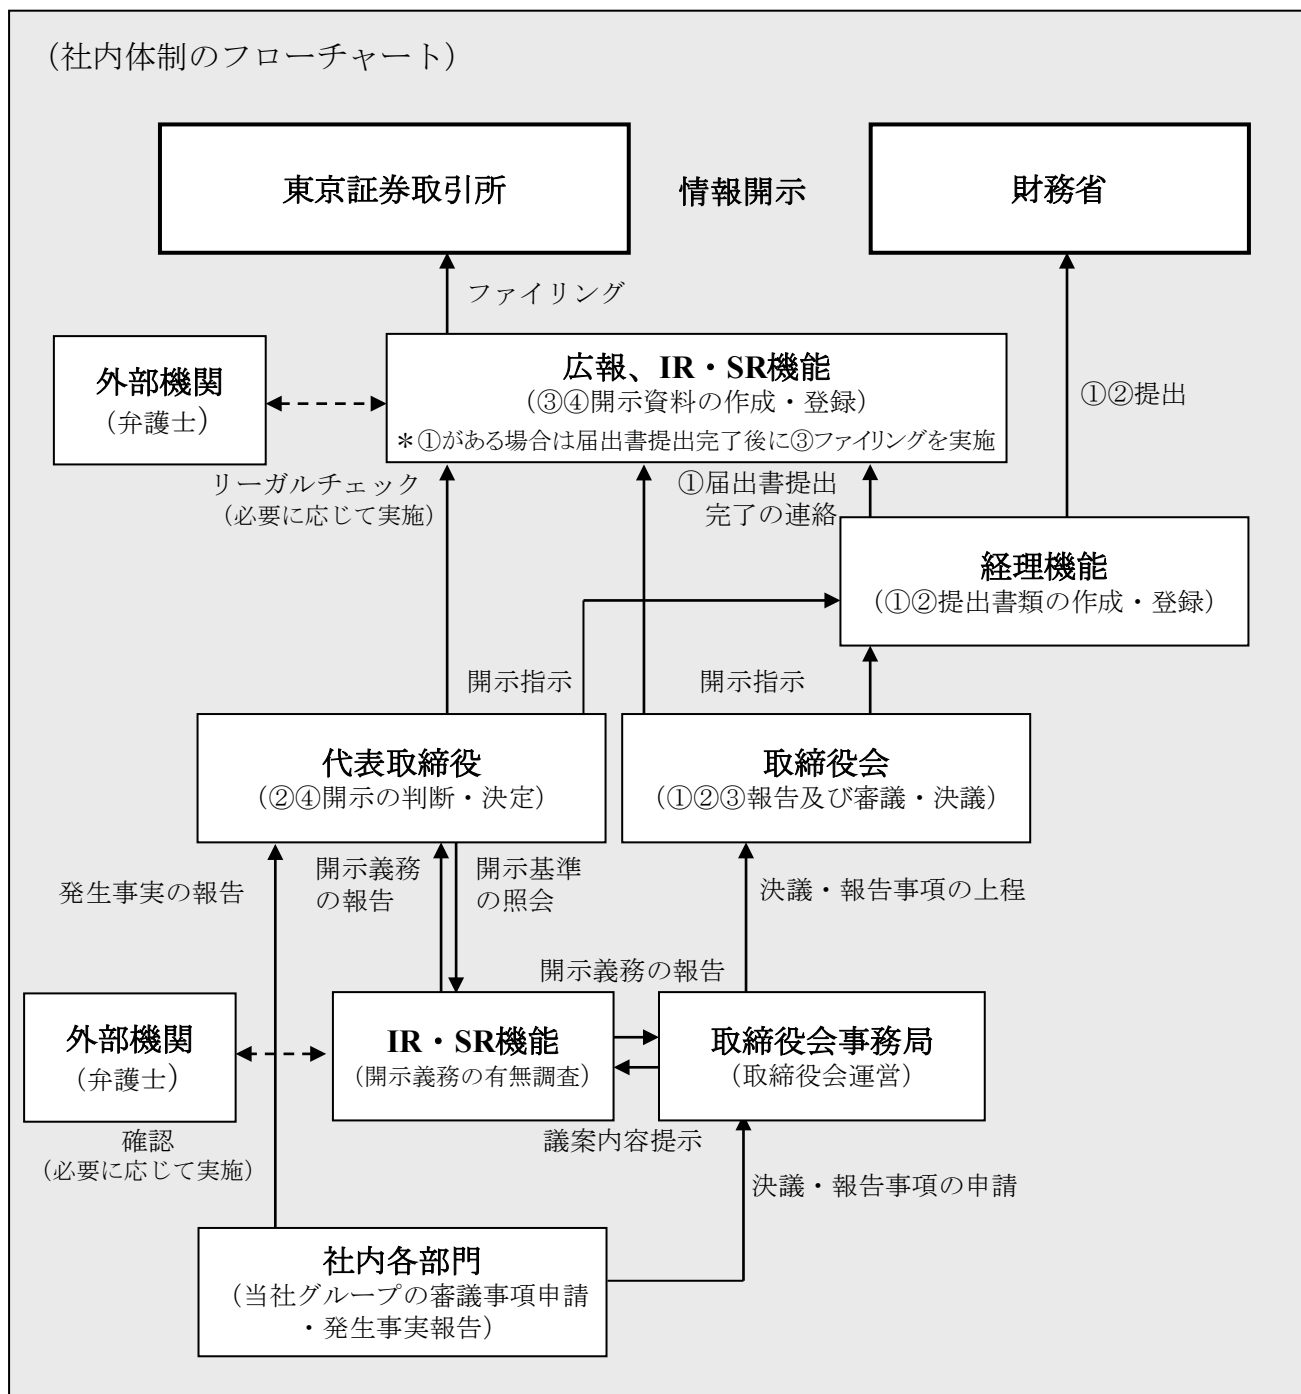 （社内体制のフローチャート）
東京証券取引所
情報開示
財務省
ファイリング
外部機関
（弁護士）
広報、IR・SR機能
（③④開示資料の作成・登録）
＊①がある場合は届出書提出完了後に③ファイリングを実施
①②提出
リーガルチェック
（必要に応じて実施）
①届出書提出
完了の連絡
経理機能
（①②提出書類の作成・登録）
開示指示
開示指示
代表取締役
（②④開示の判断・決定）
取締役会
（①②③報告及び審議・決議）
発生事実の報告
開示義務
の報告
開示基準
の照会
決議・報告事項の上程
開示義務の報告
外部機関
（弁護士）
IR・SR機能
（開示義務の有無調査）
取締役会事務局
（取締役会運営）
確認
（必要に応じて実施）
議案内容提示
決議・報告事項の申請
社内各部門
（当社グループの審議事項申請
・発生事実報告）